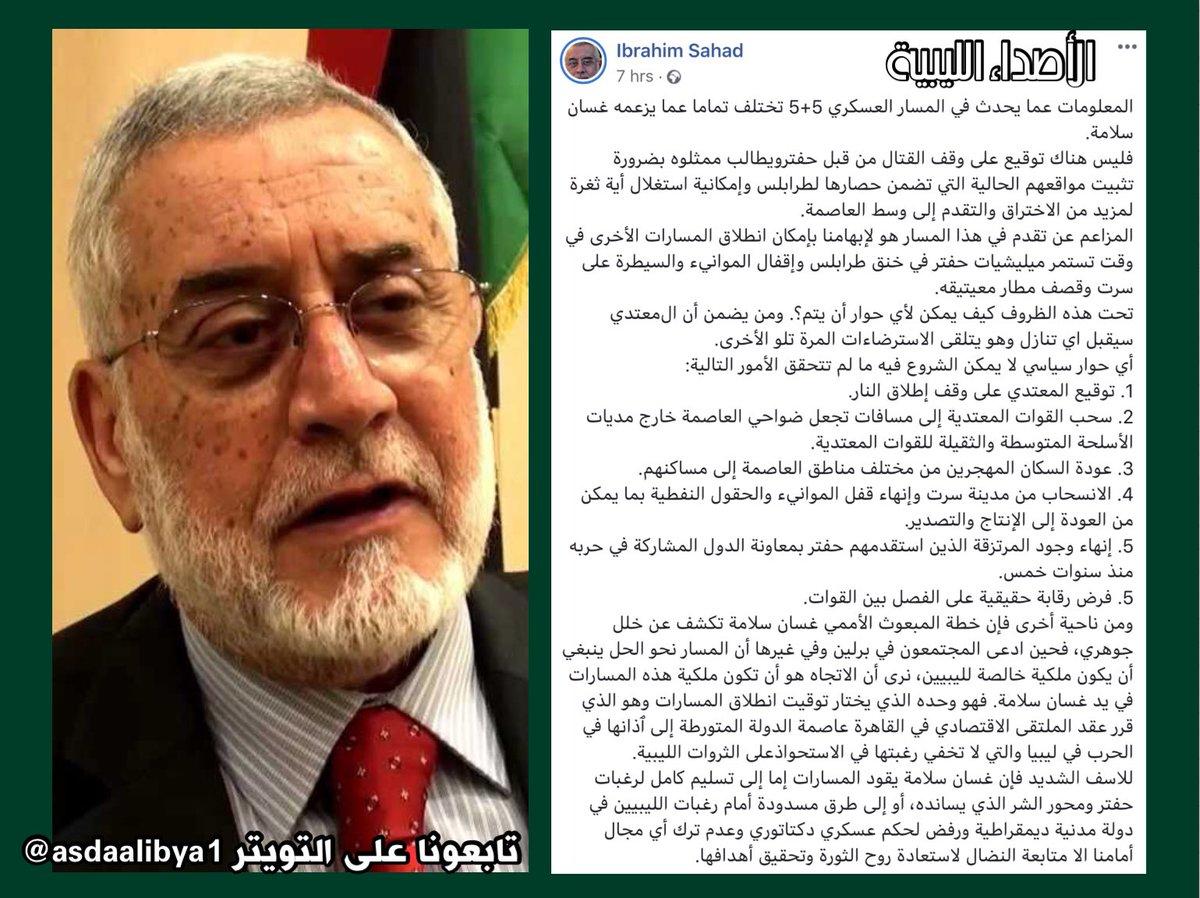 Ibrahim Sahad
7 hrs ·
الأصداء الليبية
المعلومات عما يحدث في المسار العسكري 5+5 تختلف تماما عما يزعمه غسان
سلامة.
فليس هناك توقيع على وقف القتال من قبل حفترويطالب ممثلوه بضرورة
تثبيت مواقعهم الحالية التي تضمن حصارها لطرابلس وإمكانية استغلال أية ثغرة
لمزيد من الاختراق والتقدم إلى وسط العاصمة.
المزاعم عن تقدم في هذا المسار هو لإبهامنا بإمكان انطلاق المسارات الأخرى في
وقت تستمر ميليشيات حفتر في خنق طرابلس وإقفال الموانيء والسيطرة على
سرت وقصف مطار معيتيقه.
تحت هذه الظروف كيف يمكن لأي حوار أن يتم؟. ومن يضمن أن المعتدي
سيقبل اي تنازل وهو يتلقى الاسترضاءات المرة تلو الأخرى.
أي حوار سياسي لا يمكن الشروع فيه ما لم تتحقق الأمور التالية:
1. توقيع المعتدي على وقف إطلاق النار.
2. سحب القوات المعتدية إلى مسافات تجعل ضواحي العاصمة خارج مديات
الأسلحة المتوسطة والثقيلة للقوات المعتدية.
3. عودة السكان المهجرين من مختلف مناطق العاصمة إلى مساكنهم.
4. الانسحاب من مدينة سرت وإنهاء قفل الموانيء والحقول النفطية بما يمكن
من العودة إلى الإنتاج والتصدير.
5. إنهاء وجود المرتزقة الذين استقدمهم حفتر بمعاونة الدول المشاركة في حربه
منذ سنوات خمس.
5. فرض رقابة حقيقية على الفصل بين القوات.
ومن ناحية أخرى فإن خطة المبعوث الأممي غسان سلامة تكشف عن خلل
جوهري، فحين ادعى المجتمعون في برلين وفي غيرها أن المسار نحو الحل ينبغي
أن يكون ملكية خالصة لليبيين، نرى أن الاتجاه هو أن تكون ملكية هذه المسارات
في يد غسان سلامة. فهو وحده الذي يختار توقيت انطلاق المسارات وهو الذي
قرر عقد الملتقى الاقتصادي في القاهرة عاصمة الدولة المتورطة إلى آذانها في
الحرب في ليبيا والتي لا تخفي رغبتها في الاستحواذعلى الثروات الليبية.
للاسف الشديد فإن غسان سلامة يقود المسارات إما إلى تسليم كامل لرغبات
حفتر ومحور الشر الذي يسانده، أو إلى طرق مسدودة أمام رغبات الليبيين في
دولة مدنية ديمقراطية ورفض لحكم عسكري دكتاتوري وعدم ترك أي مجال
أمامنا الا متابعة النضال لاستعادة روح الثورة وتحقيق أهدافها.
تابعونا على التويتر @asdaalibya1